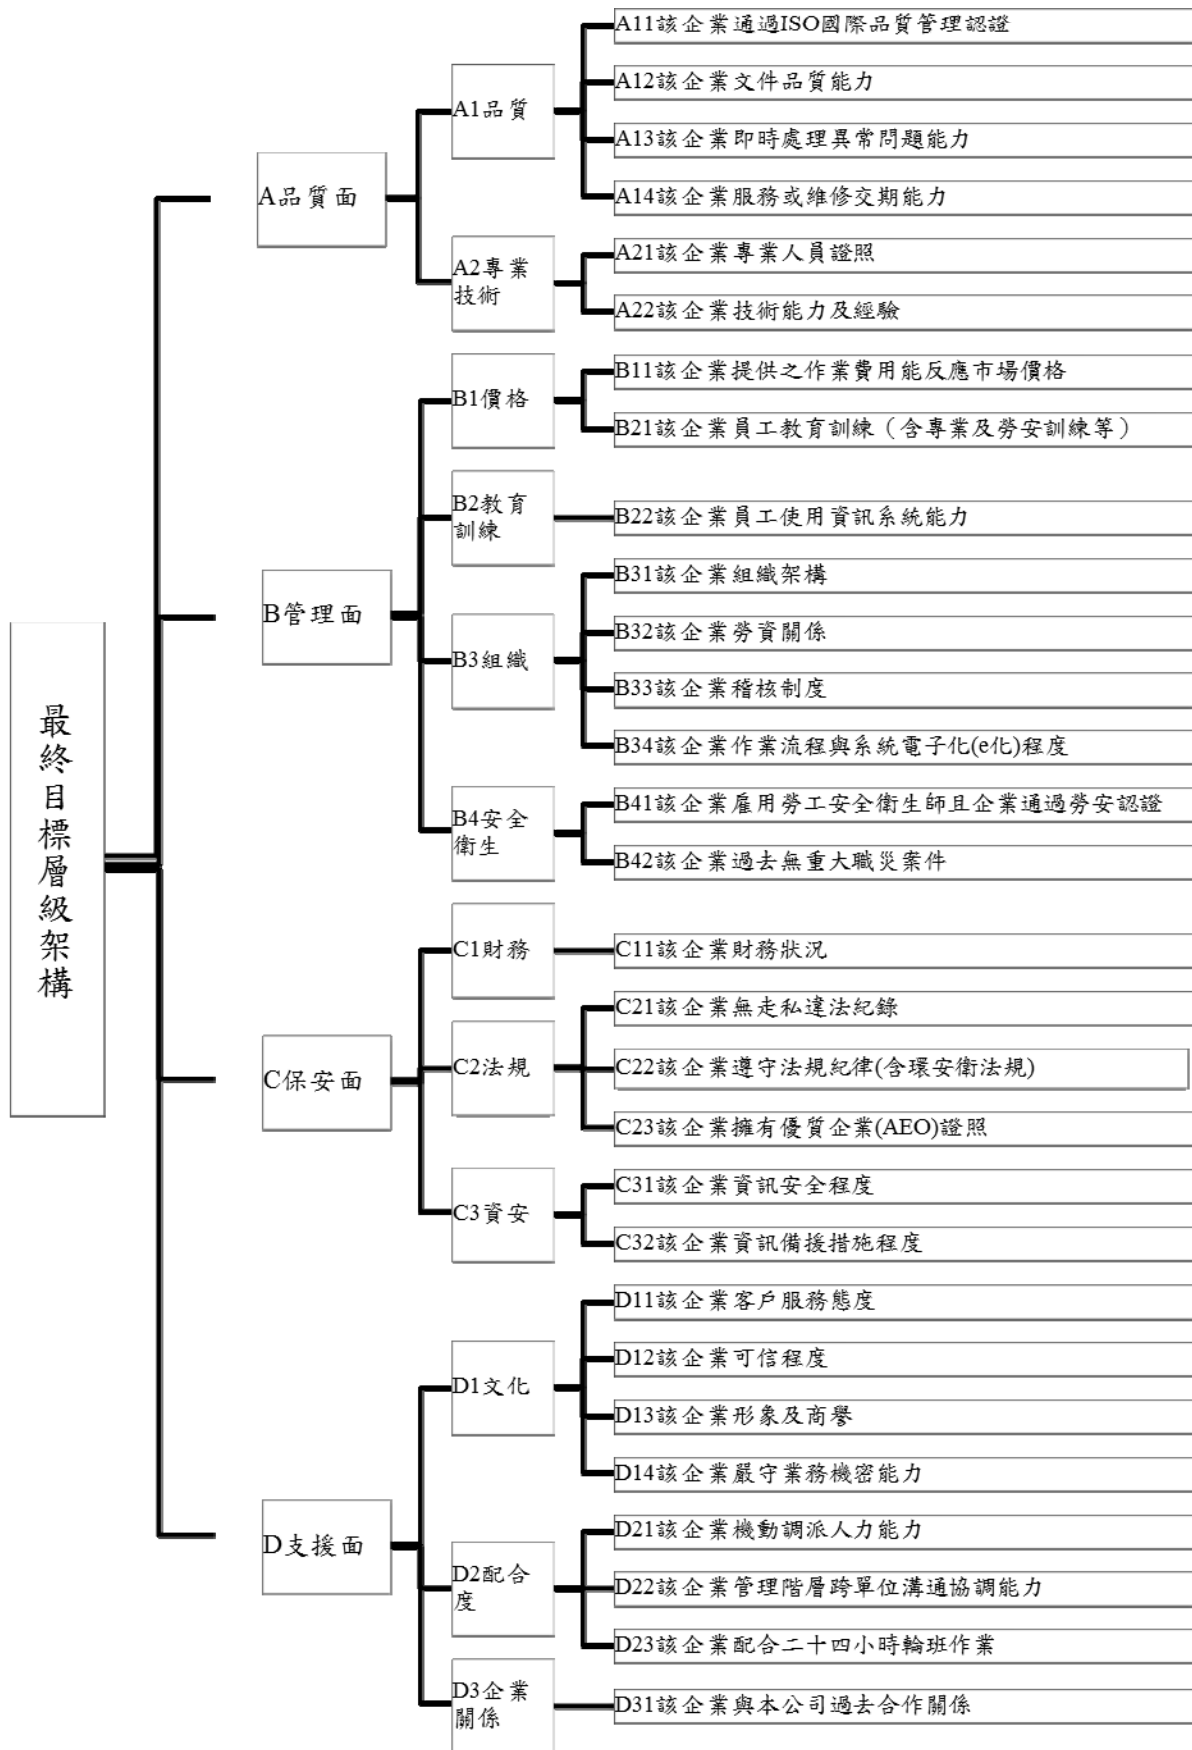 最終目標層級架構
A品質面
A1品質
A11該企業通過ISO國際品質管理認證
A12該企業文件品質能力
A13該企業即時處理異常問題能力
A14該企業服務或維修交期能力
A2專業
技術
A21該企業專業人員證照
A22該企業技術能力及經驗
B管理面
B1價格
B11該企業提供之作業費用能反應市場價格
B21該企業員工教育訓練（含專業及勞安訓練等）
B2教育
訓練
B22該企業員工使用資訊系統能力
B3組織
B31該企業組織架構
B32該企業勞資關係
B33該企業稽核制度
B34該企業作業流程與系統電子化(e化)程度
B4安全
衛生
B41該企業雇用勞工安全衛生師且企業通過勞安認證
B42該企業過去無重大職災案件
C保安面
C1財務
C11該企業財務狀況
C2法規
C21該企業無走私違法紀錄
C22該企業遵守法規紀律(含環安衛法規)
C23該企業擁有優質企業(AEO)證照
C3資安
C31該企業資訊安全程度
C32該企業資訊備援措施程度
D支援面
D1文化
D11該企業客戶服務態度
D12該企業可信程度
D13該企業形象及商譽
D14該企業嚴守業務機密能力
D2配合
度
D21該企業機動調派人力能力
D22該企業管理階層跨單位溝通協調能力
D23該企業配合二十四小時輪班作業
D3企業
關係
D31該企業與本公司過去合作關係